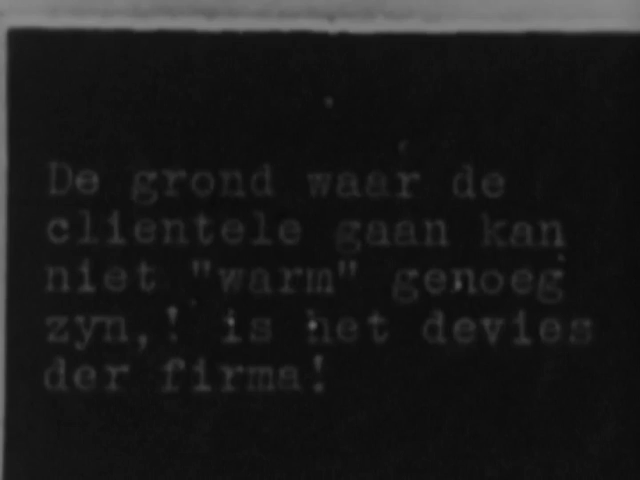 De grond waar de
clientele gaan kan
niet "warm" genoeg
zyn,! is het devies
der firma!